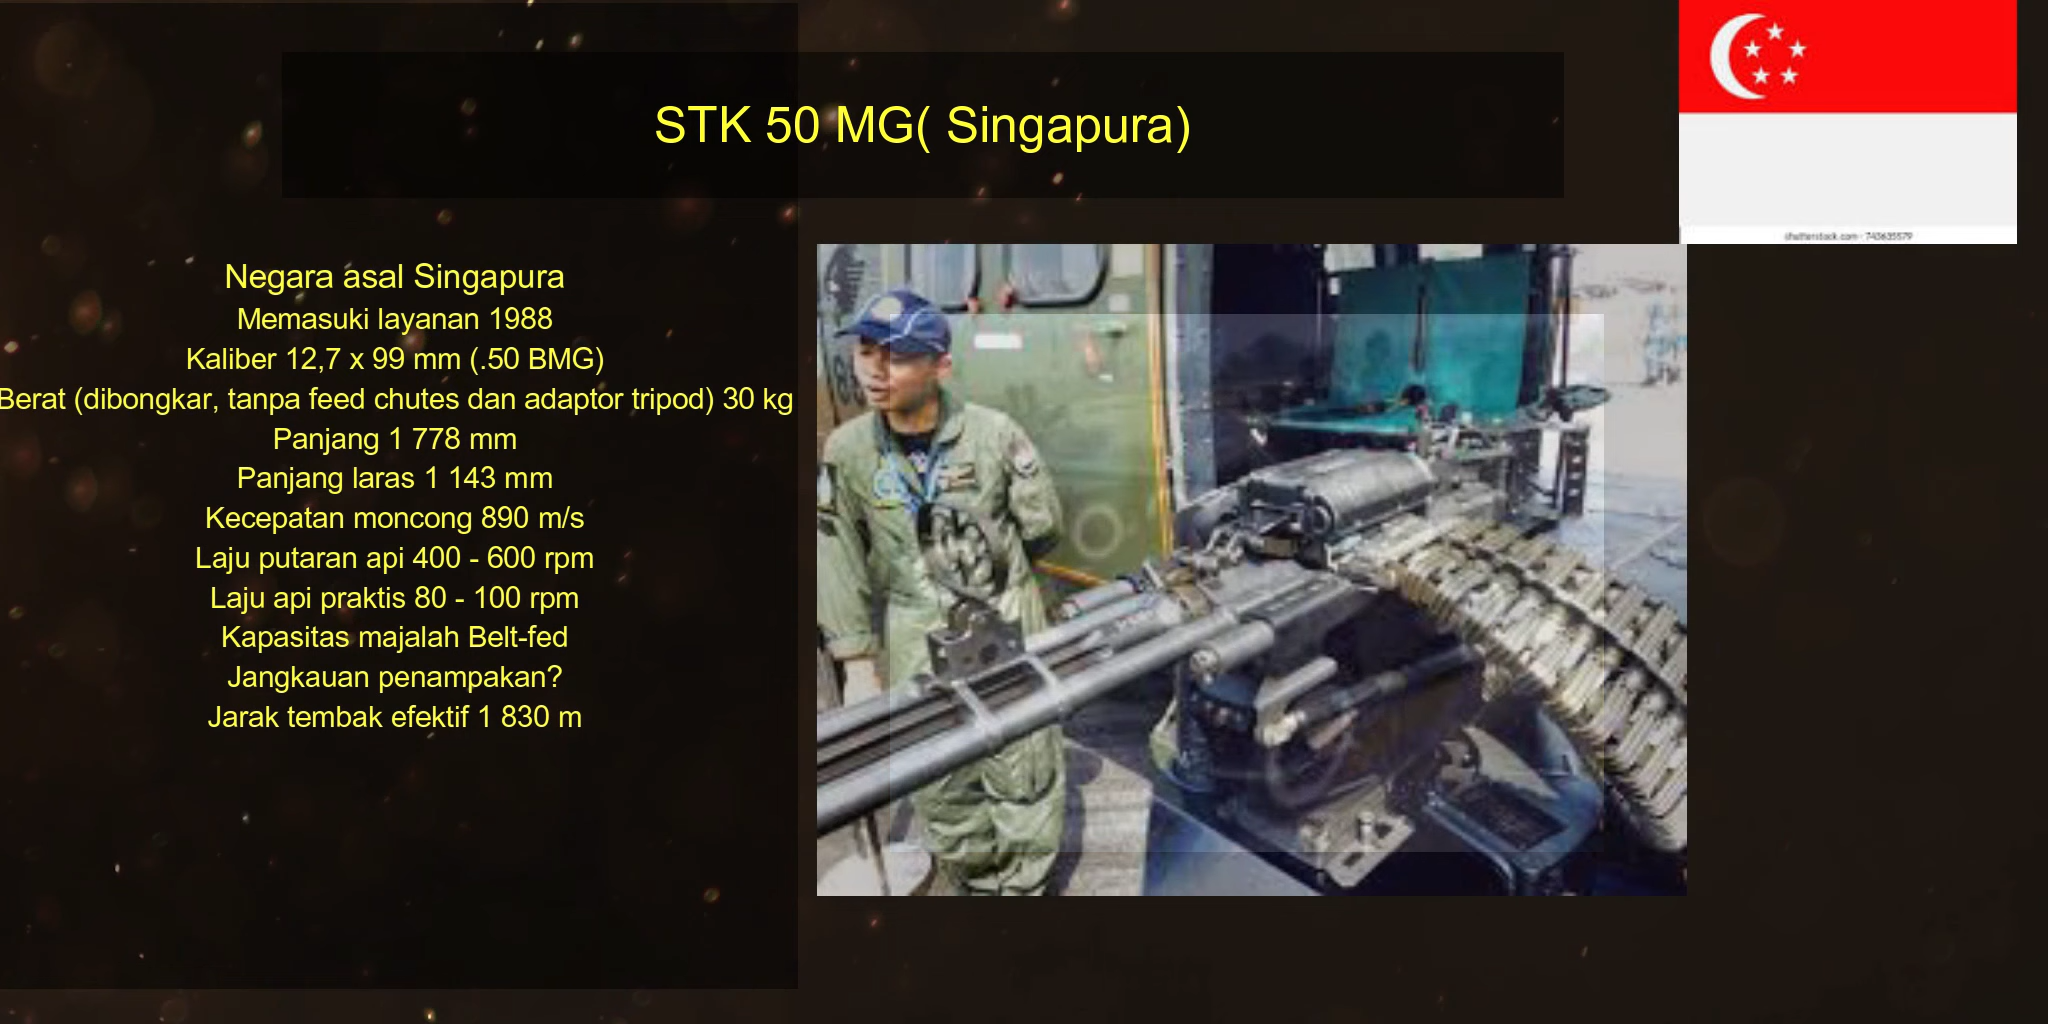 STK 50 MG( Singapura)
shutterstock.com · 743635579
Negara asal Singapura
Memasuki layanan 1988
Kaliber 12,7 x 99 mm (.50 BMG)
Berat (dibongkar, tanpa feed chutes dan adaptor tripod) 30 kg
Panjang 1 778 mm
Panjang laras 1 143 mm
Kecepatan moncong 890 m/s
Laju putaran api 400 - 600 rpm
Laju api praktis 80 - 100 rpm
Kapasitas majalah Belt-fed
Jangkauan penampakan?
Jarak tembak efektif 1 830 m